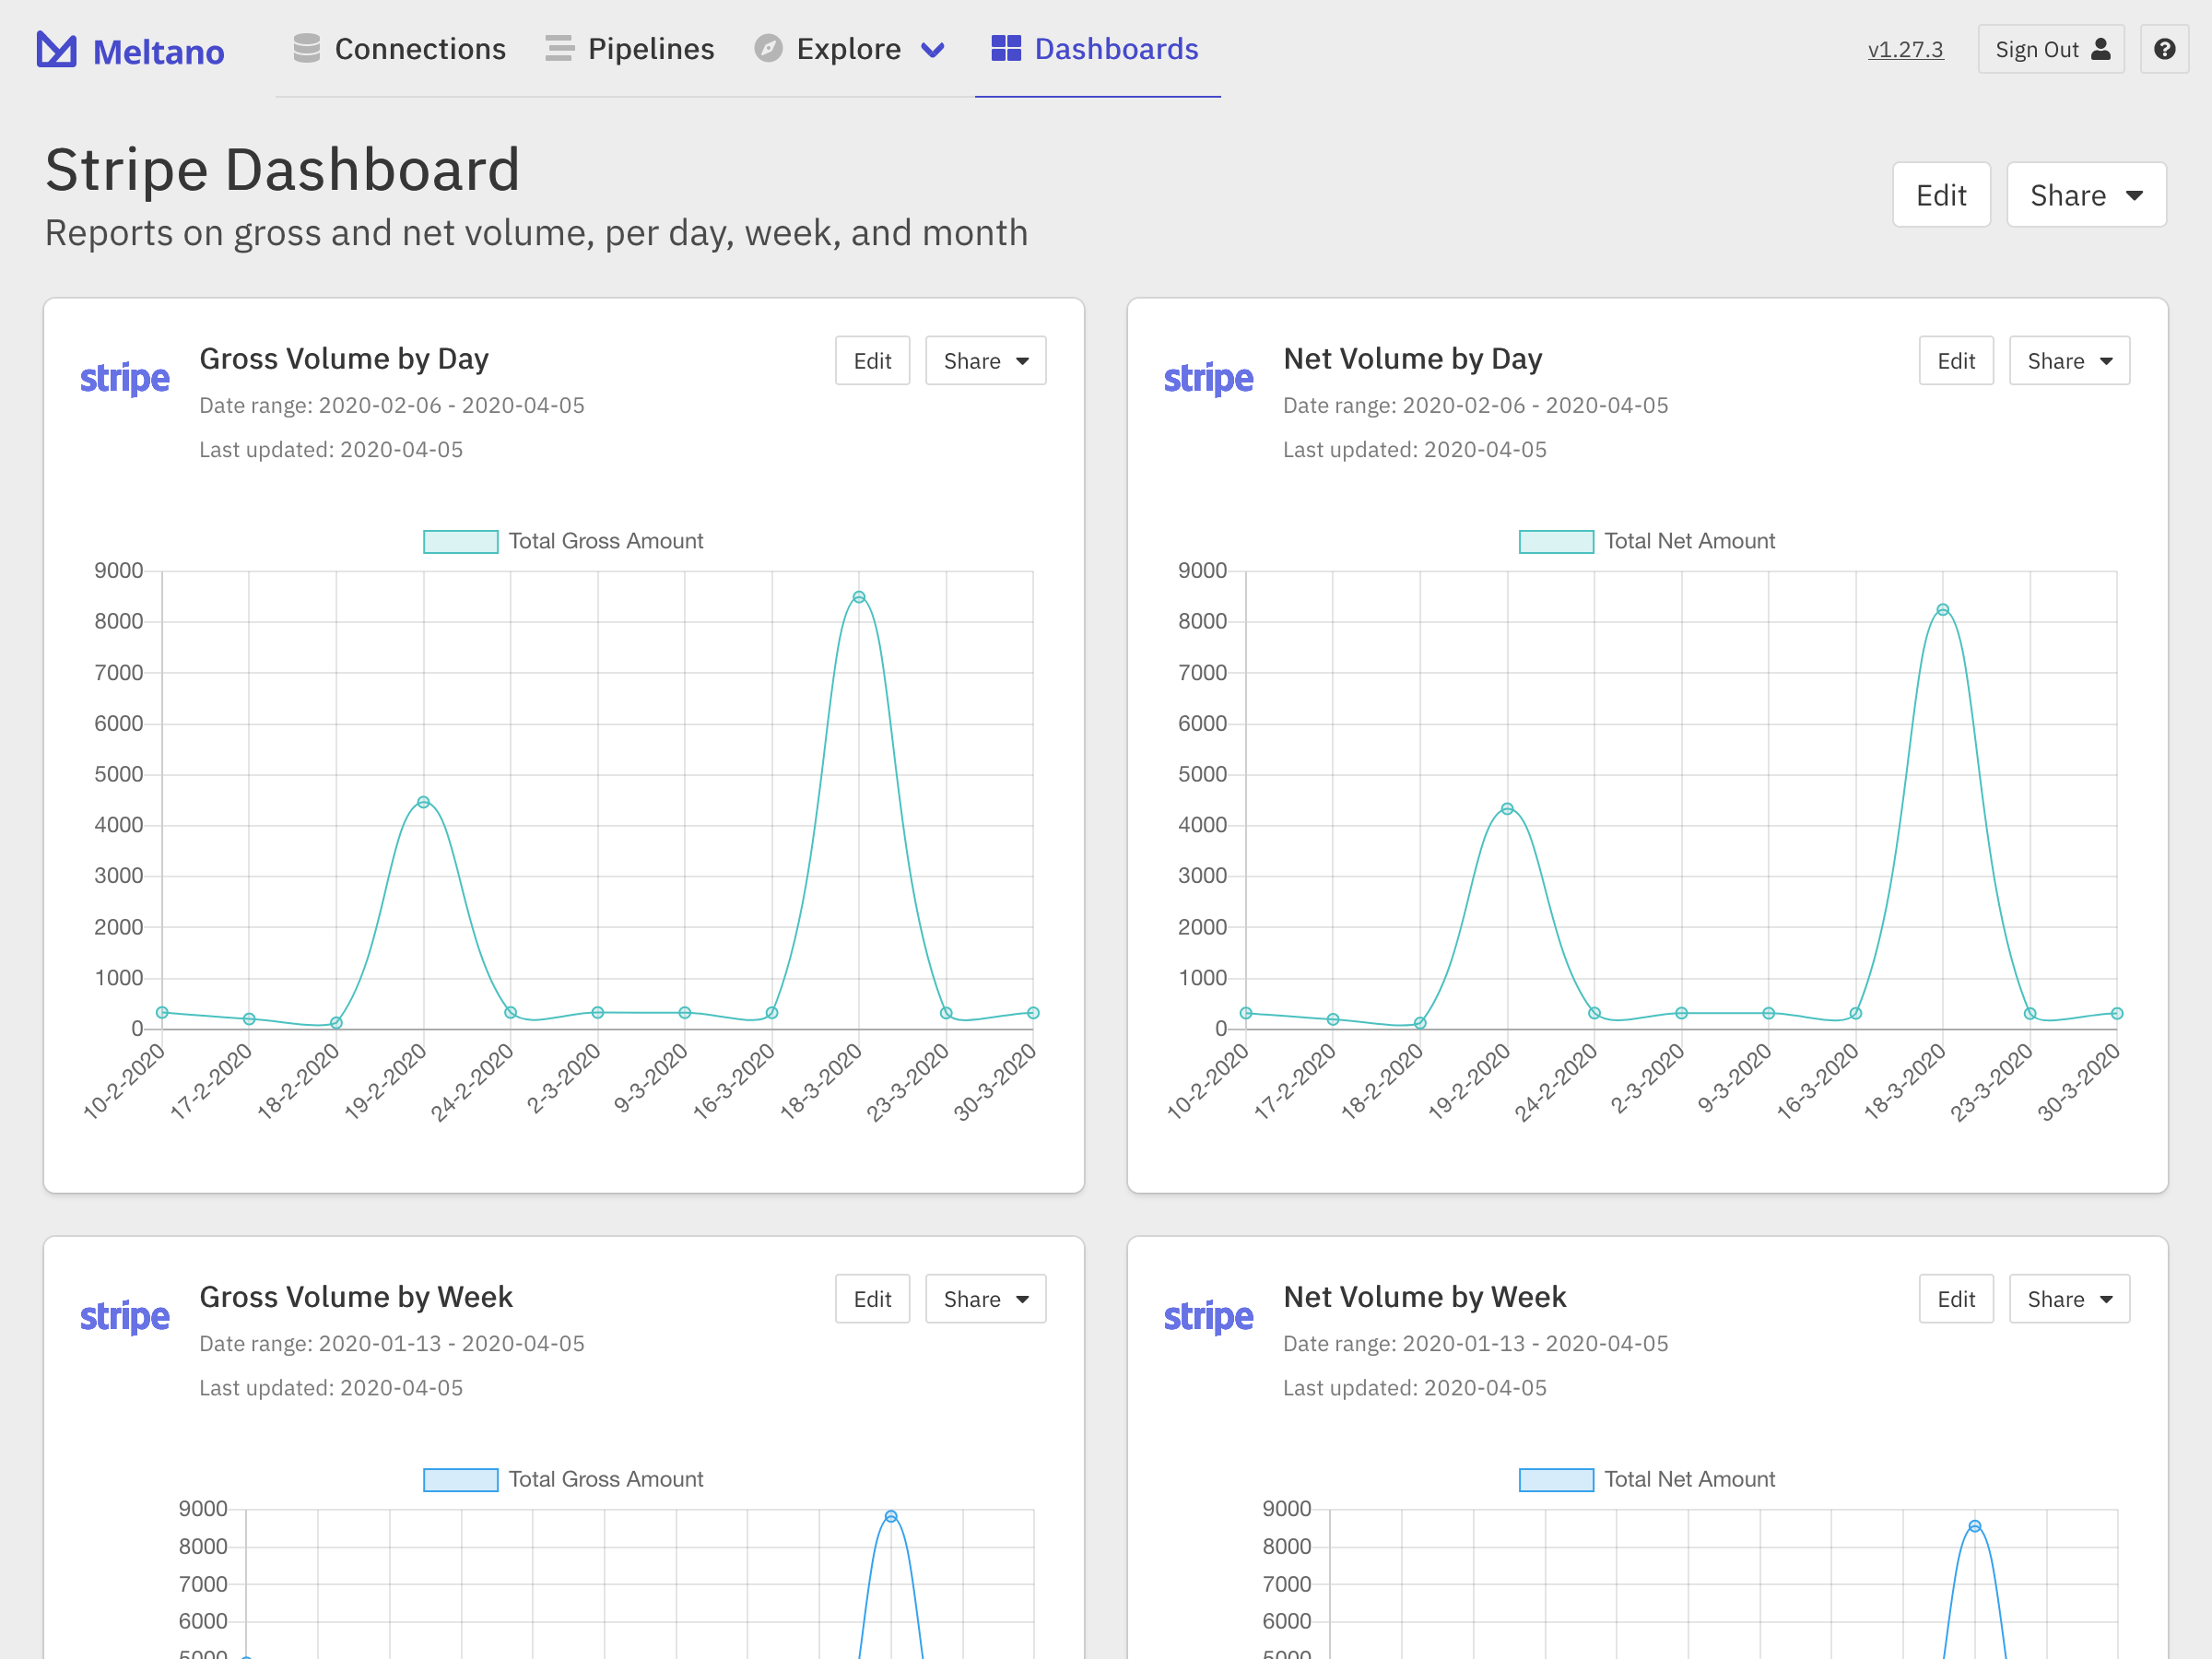 Meltano
Connections
Pipelines
Explore
Dashboards
v1.27.3
Sign Out
?
Stripe Dashboard
Reports on gross and net volume, per day, week, and month
Edit
Share
stripe
Gross Volume by Day
Date range: 2020-02-06 - 2020-04-05
Last updated: 2020-04-05
Edit
Share
Total Gross Amount
9000
8000
7000
6000
5000
4000
3000
2000
1000
0
10-2-2020
17-2-2020
18-2-2020
19-2-2020
24-2-2020
2-3-2020
9-3-2020
16-3-2020
18-3-2020
23-3-2020
30-3-2020
stripe
Net Volume by Day
Date range: 2020-02-06 - 2020-04-05
Last updated: 2020-04-05
Edit
Share
Total Net Amount
9000
8000
7000
6000
5000
4000
3000
2000
1000
0
10-2-2020
17-2-2020
18-2-2020
19-2-2020
24-2-2020
2-3-2020
9-3-2020
16-3-2020
18-3-2020
23-3-2020
30-3-2020
stripe
Gross Volume by Week
Date range: 2020-01-13 - 2020-04-05
Last updated: 2020-04-05
Edit
Share
Total Gross Amount
9000
8000
7000
6000
5000
stripe
Net Volume by Week
Date range: 2020-01-13 - 2020-04-05
Last updated: 2020-04-05
Edit
Share
Total Net Amount
9000
8000
7000
6000
5000